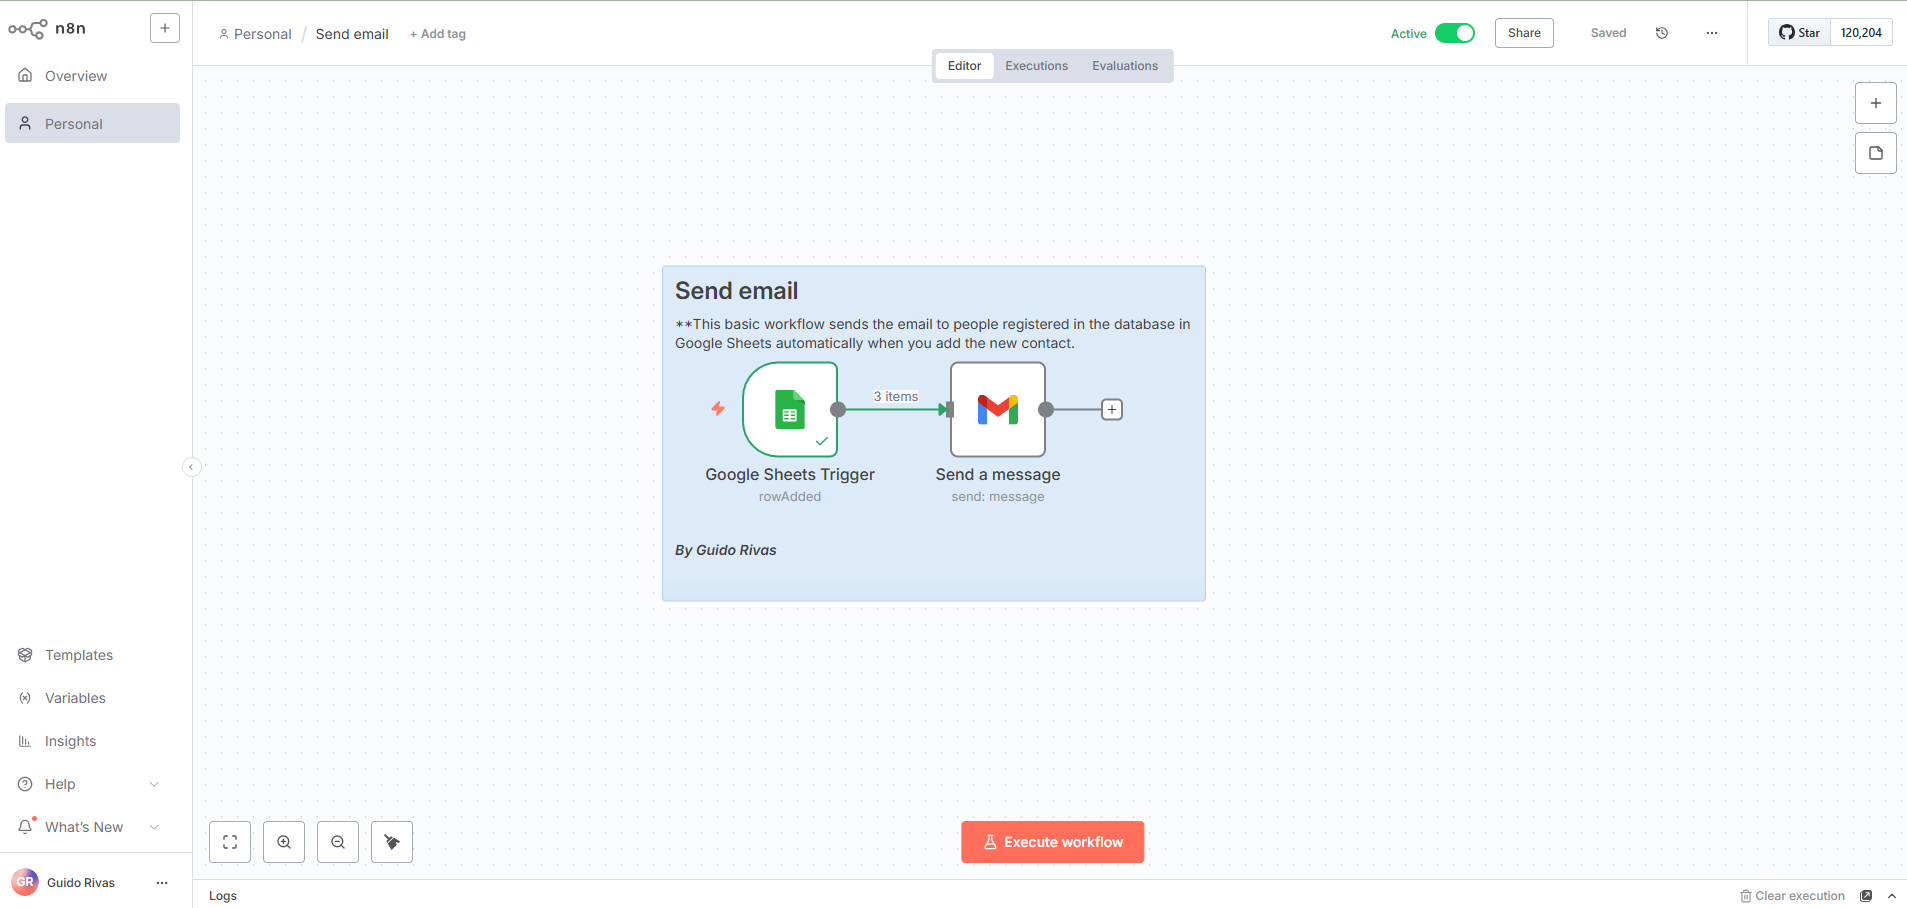 n8n
+
Overview
Personal
Personal / Send email + Add tag
Active
Share
Saved
Star 120,204
Editor Executions Evaluations
Send email
**This basic workflow sends the email to people registered in the database in
Google Sheets automatically when you add the new contact.
3 items
Google Sheets Trigger
rowAdded
Send a message
send: message
By Guido Rivas
Templates
Variables
Insights
Help
What's New
GR Guido Rivas
Execute workflow
Logs
Clear execution